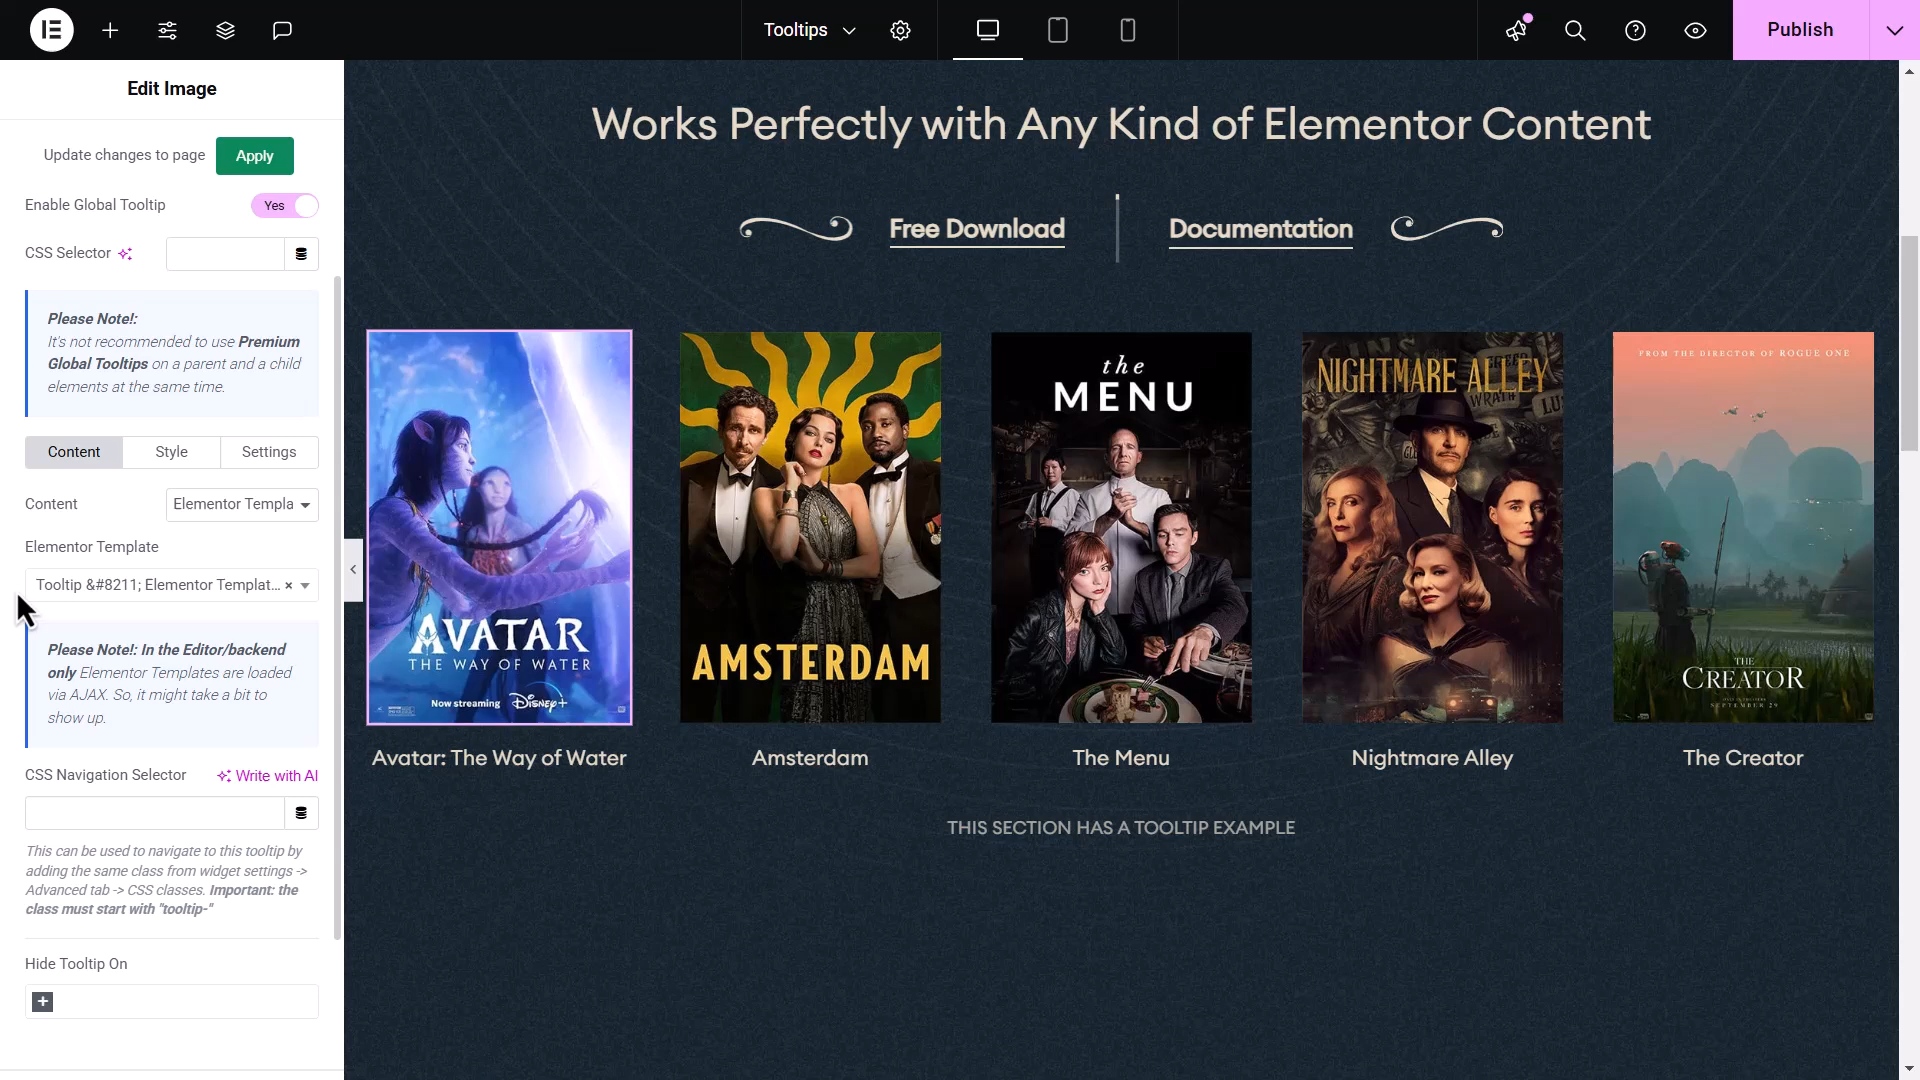 Tooltips
Publish
Edit Image
Update changes to page
Apply
Enable Global Tooltip
Yes
CSS Selector
Please Note!:
It's not recommended to use Premium
Global Tooltips on a parent and a child
elements at the same time.
Content
Style
Settings
Content
Elementor Templa
Elementor Template
Tooltip &#8211; Elementor Templat... ×
Please Note!: In the Editor/backend
only Elementor Templates are loaded
via AJAX. So, it might take a bit to
show up.
CSS Navigation Selector
Write with AI
This can be used to navigate to this tooltip by
adding the same class from widget settings ->
Advanced tab -> CSS classes. Important: the
class must start with "tooltip-"
Hide Tooltip On
Works Perfectly with Any Kind of Elementor Content
Free Download
Documentation
AVATAR
THE WAY OF WATER
Now streaming Disney+
AMSTERDAM
the
MENU
NIGHTMARE ALLEY
WRATH
FROM THE DIRECTOR OF ROGUE ONE
THE
CREATOR
SEPTEMBER 29
Avatar: The Way of Water
Amsterdam
The Menu
Nightmare Alley
The Creator
THIS SECTION HAS A TOOLTIP EXAMPLE